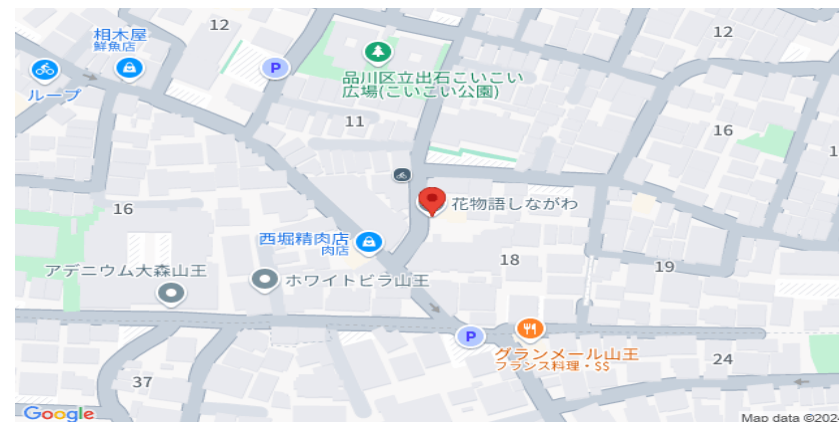 12
12
相木屋
鮮魚店
P
品川区立出石こいこい
広場(こいこい公園)
ループ
11
16
1
花物語しながわ
16
西堀精肉店
肉店
18
19
アデニウム大森山王
ホワイトビラ山王
P
グランメール山王
フランス料理・$$
24
37
Google
Map data ©2024